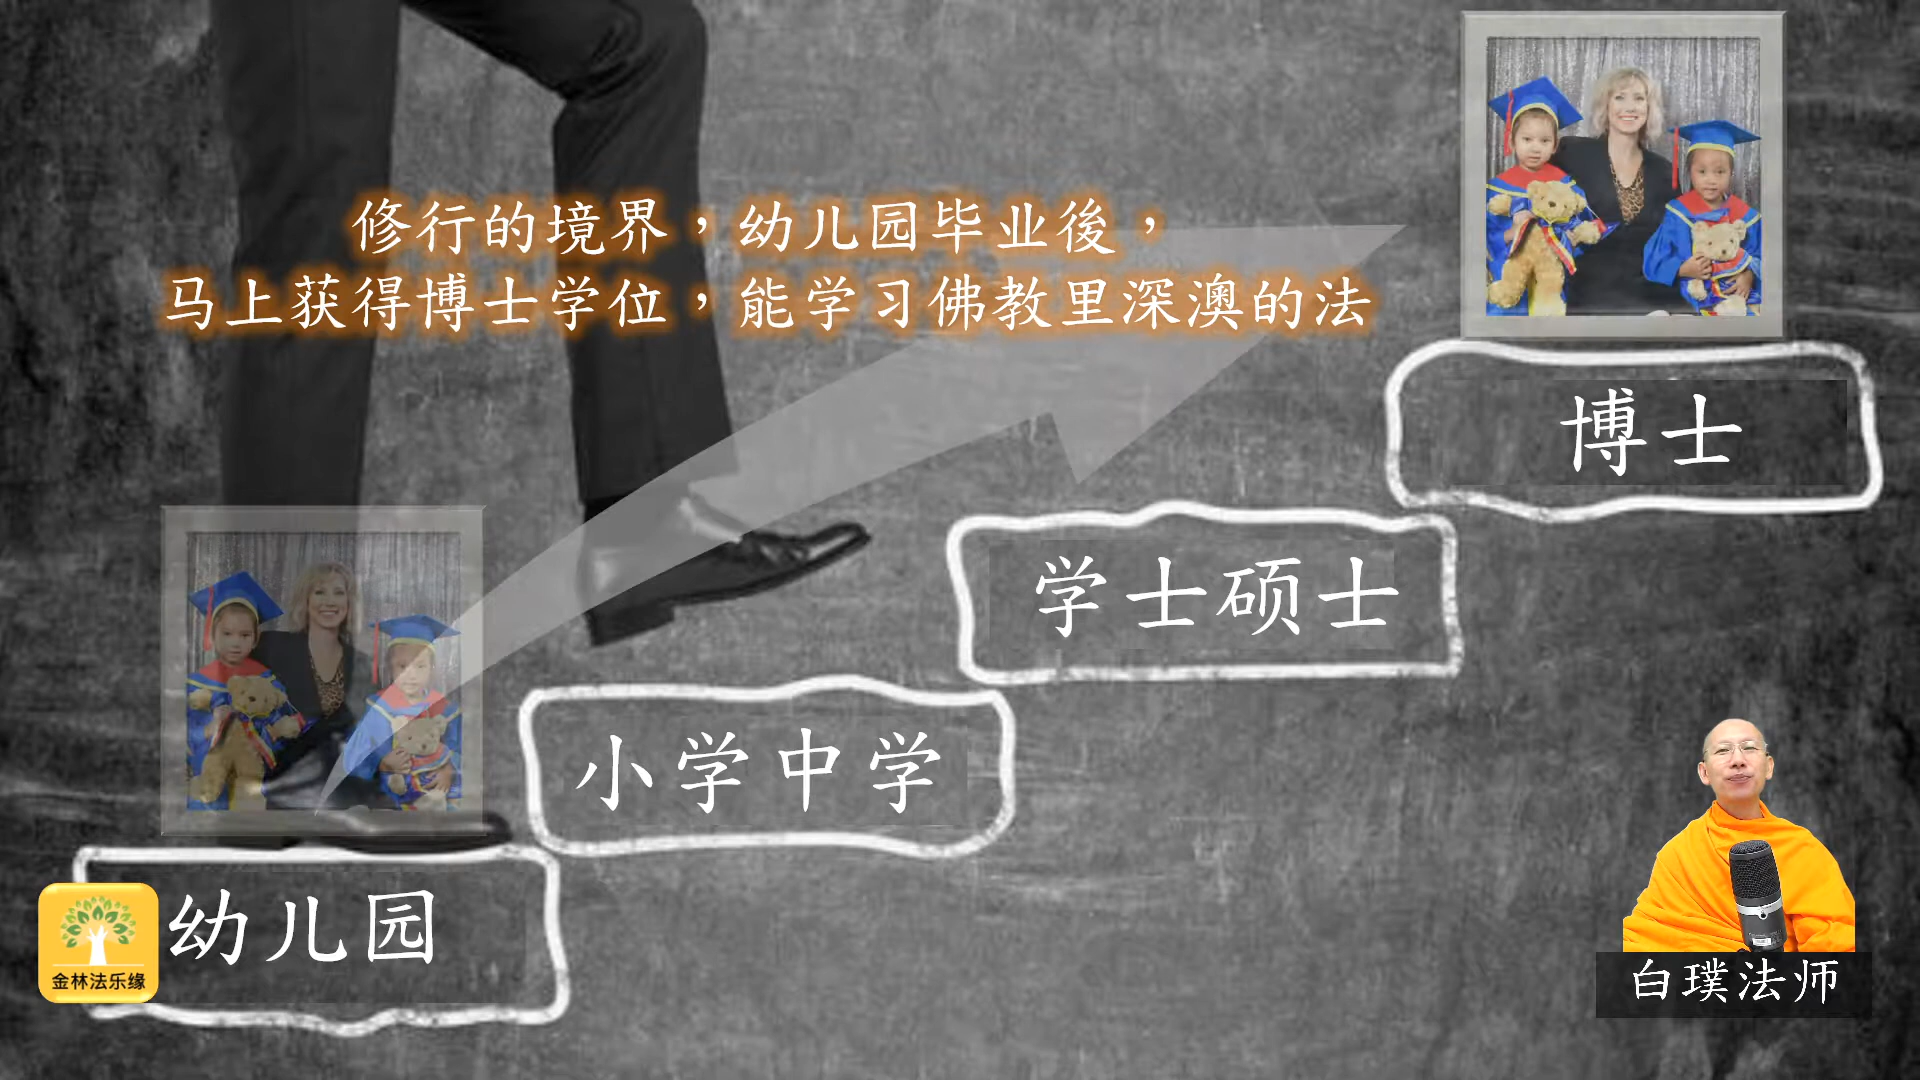 修行的境界，幼儿园毕业後，
马上获得博士学位，能学习佛教里深澳的法
博士
学士硕士
小学中学
幼儿园
金林法乐缘
白璞法师